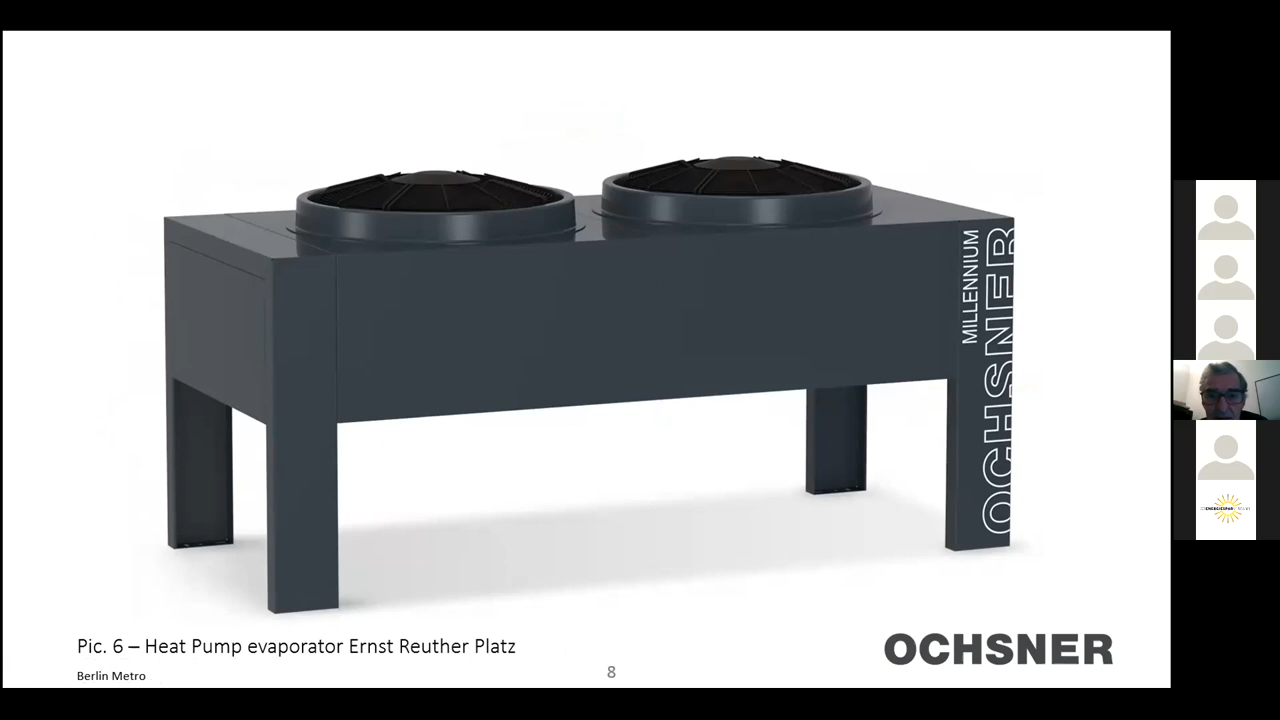 MILLENNIUM
OCHSNER
Pic. 6 – Heat Pump evaporator Ernst Reuther Platz
Berlin Metro
8
OCHSNER